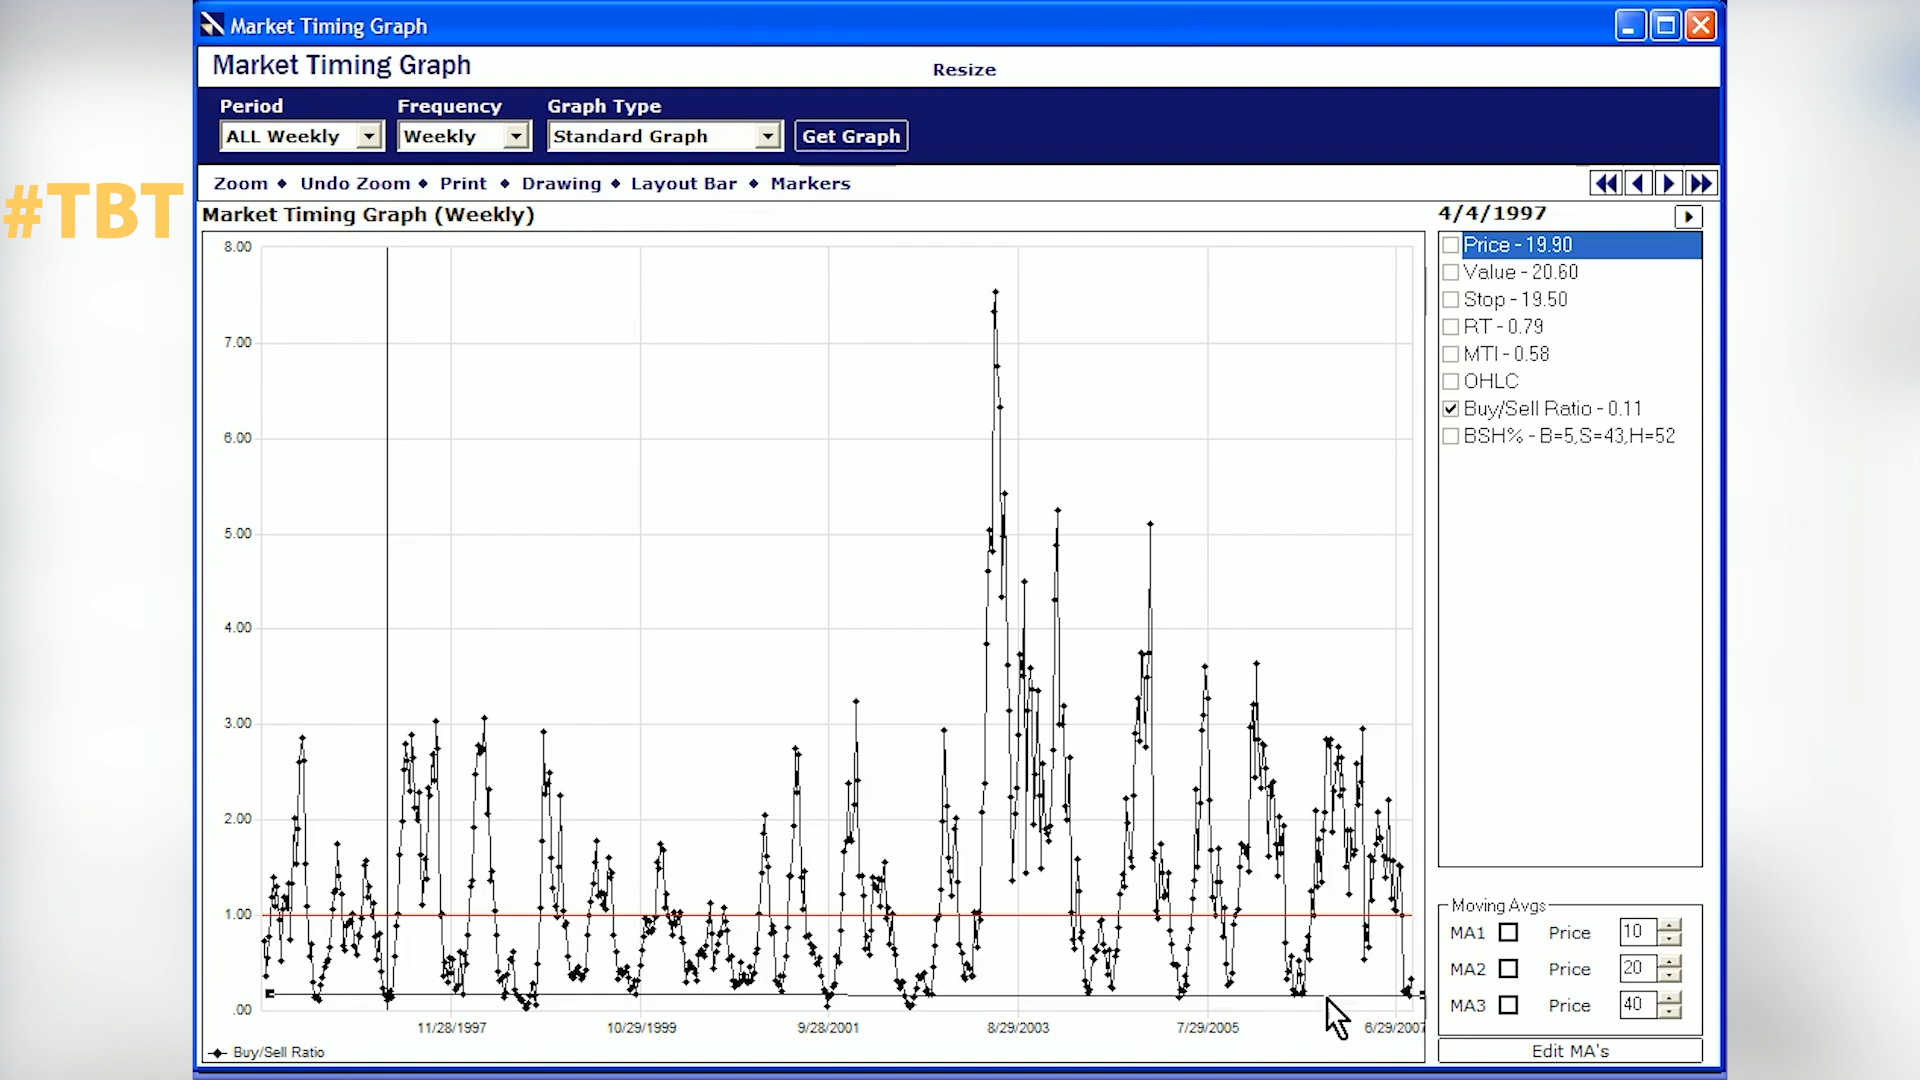 Market Timing Graph
Market Timing Graph
Resize
Period Frequency Graph Type
ALL Weekly Weekly Standard Graph Get Graph
Zoom Undo Zoom Print Drawing Layout Bar Markers
#TBT
Market Timing Graph (Weekly)
4/4/1997
8.00
7.00
6.00
5.00
4.00
3.00
2.00
1.00
.00
11/28/1997 10/29/1999 9/28/2001 8/29/2003 7/29/2005 6/29/2007
Buy/Sell Ratio
Price - 19.90
Value - 20.60
Stop - 19.50
RT - 0.79
MTI - 0.58
OHLC
Buy/Sell Ratio - 0.11
BSH% - B=5,S=43,H=52
Moving Avgs
MA1 Price 10
MA2 Price 20
MA3 Price 40
Edit MA's